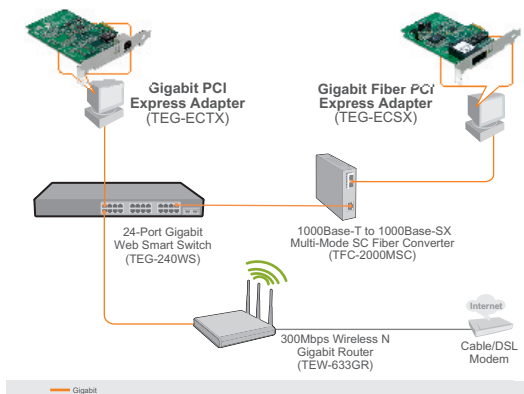 Gigabit PCI
Express Adapter
(TEG-ECTX)
Gigabit Fiber PCI
Express Adapter
(TEG-ECSX)
24-Port Gigabit
Web Smart Switch
(TEG-240WS)
1000Base-T to 1000Base-SX
Multi-Mode SC Fiber Converter
(TFC-2000MSC)
300Mbps Wireless N
Gigabit Router
(TEW-633GR)
Internet
Cable/DSL
Modem
Gigabit